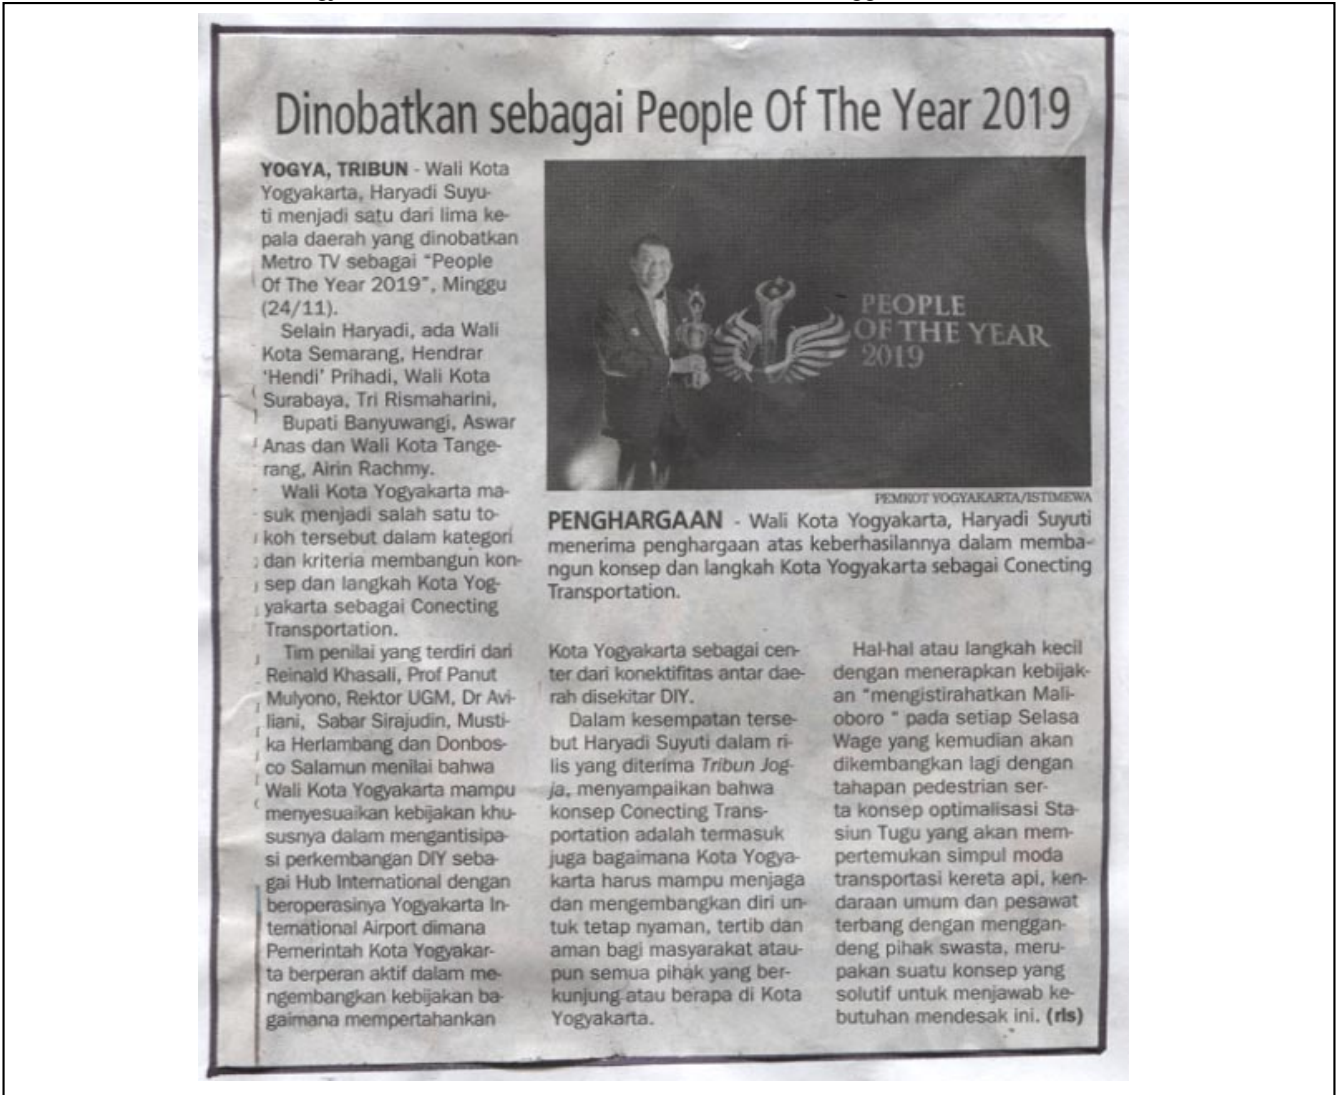 Dinobatkan sebagai People Of The Year 2019
YOGYA, TRIBUN - Wali Kota
Yogyakarta, Haryadi Suyu-
ti menjadi satu dari lima ke-
pala daerah yang dinobatkan
Metro TV sebagai "People
Of The Year 2019", Minggu
(24/11).
Selain Haryadi, ada Wali
Kota Semarang, Hendrar
'Hendi' Prihadi, Wali Kota
Surabaya, Tri Rismaharini,
Bupati Banyuwangi, Aswar
Anas dan Wali Kota Tange-
rang, Airin Rachmy.
Wali Kota Yogyakarta ma-
suk menjadi salah satu to-
koh tersebut dalam kategori
dan kriteria membangun kon-
sep dan langkah Kota Yog-
yakarta sebagai Conecting
Transportation.
Tim penilai yang terdiri dari
Reinald Khasali, Prof Panut
Mulyono, Rektor UGM, Dr Avi-
liani, Sabar Sirajudin, Musti-
ka Herlambang dan Donbos-
co Salamun menilai bahwa
Wali Kota Yogyakarta mampu
menyesuaikan kebijakan khu-
susnya dalam mengantisipa-
si perkembangan DIY seba-
gai Hub International dengan
beroperasinya Yogyakarta In-
ternational Airport dimana
Pemerintah Kota Yogyakar-
ta berperan aktif dalam me-
ngembangkan kebijakan ba-
gaimana mempertahankan
PEOPLE
OF THE YEAR
2019
PEMKOT YOGYAKARTA/ISTIMEWA
PENGHARGAAN - Wali Kota Yogyakarta, Haryadi Suyuti
menerima penghargaan atas keberhasilannya dalam memba-
ngun konsep dan langkah Kota Yogyakarta sebagai Conecting
Transportation.
Kota Yogyakarta sebagai cen-
ter dari konektifitas antar dae-
rah disekitar DIY.
Dalam kesempatan terse-
but Haryadi Suyuti dalam ri-
lis yang diterima Tribun Jog-
ja, menyampaikan bahwa
konsep Conecting Trans-
portation adalah termasuk
juga bagaimana Kota Yogya-
karta harus mampu menjaga
dan mengembangkan diri un-
tuk tetap nyaman, tertib dan
aman bagi masyarakat atau-
pun semua pihak yang ber-
kunjung atau berapa di Kota
Yogyakarta.
Hal-hal atau langkah kecil
dengan menerapkan kebijak-
an "mengistirahatkan Mali-
oboro " pada setiap Selasa
Wage yang kemudian akan
dikembangkan lagi dengan
tahapan pedestrian ser-
ta konsep optimalisasi Sta-
siun Tugu yang akan mem-
pertemukan simpul moda
transportasi kereta api, ken-
daraan umum dan pesawat
terbang dengan menggan-
deng pihak swasta, meru-
pakan suatu konsep yang
solutif untuk menjawab ke-
butuhan mendesak ini. (rls)